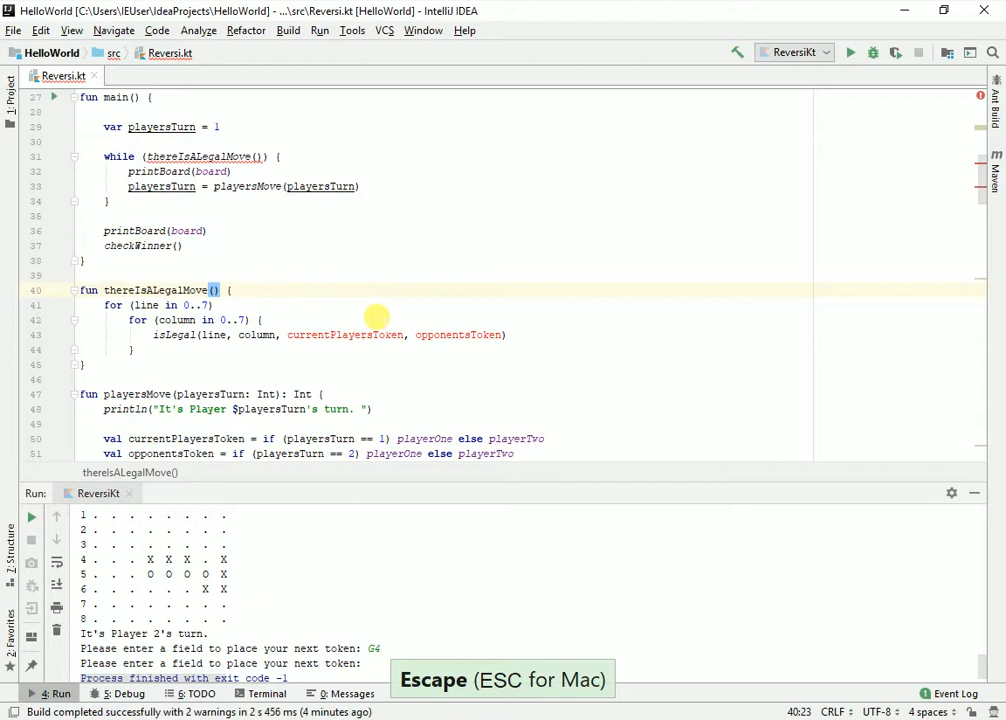 HelloWorld [C:\Users\IEUser\IdeaProjects\HelloWorld] - ...\src\Reversi.kt [HelloWorld] - IntelliJ IDEA
File Edit View Navigate Code Analyze Refactor Build Run Tools VCS Window Help
HelloWorld src Reversi.kt ReversiKt
1: Project
Reversi.kt
Ant Build
Maven
27 fun main() {
28
29 var playersTurn = 1
30
31 while (thereIsALegalMove()) {
32 printBoard(board)
33 playersTurn = playersMove(playersTurn)
34 }
35
36 printBoard(board)
37 checkWinner()
38 }
39
40 fun thereIsALegalMove() {
41 for (line in 0..7)
42 for (column in 0..7) {
43 isLegal(line, column, currentPlayersToken, opponentsToken)
44 }
45 }
46
47 fun playersMove(playersTurn: Int): Int {
48 println("It's Player $playersTurn's turn. ")
49
50 val currentPlayersToken = if (playersTurn == 1) playerOne else playerTwo
51 val opponentsToken = if (playersTurn == 2) playerOne else playerTwo
thereIsALegalMove()
Run: ReversiKt
7: Structure
2: Favorites
1 . . . . . . . .
2 . . . . . . . .
3 . . . . . . . .
4 . . . X X X . X
5 . . . O O O O X
6 . . . . . . X X
7 . . . . . . . .
8 . . . . . . . .
It's Player 2's turn.
Please enter a field to place your next token: G4
Please enter a field to place your next token:
Process finished with exit code -1
Escape (ESC for Mac)
4: Run 5: Debug 6: TODO Terminal 0: Messages Event Log
Build completed successfully with 2 warnings in 2 s 456 ms (4 minutes ago) 40:23 CRLF UTF-8 4 spaces